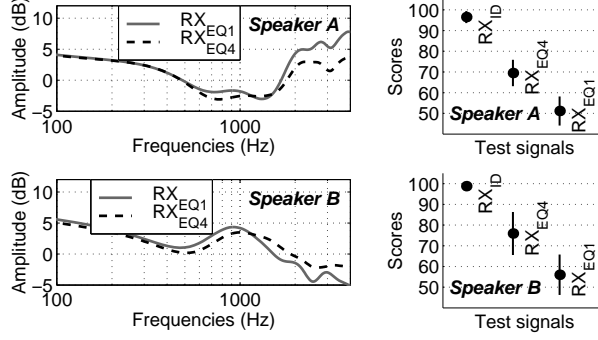 Amplitude (dB)
10
5
0
−5
RX_EQ1
RX_EQ4
Speaker A
100
1000
Frequencies (Hz)
Scores
100
90
80
70
60
50
RX_ID
RX_EQ4
RX_EQ1
Speaker A
Test signals
Amplitude (dB)
10
5
0
−5
RX_EQ1
RX_EQ4
Speaker B
100
1000
Frequencies (Hz)
Scores
100
90
80
70
60
50
RX_ID
RX_EQ4
RX_EQ1
Speaker B
Test signals